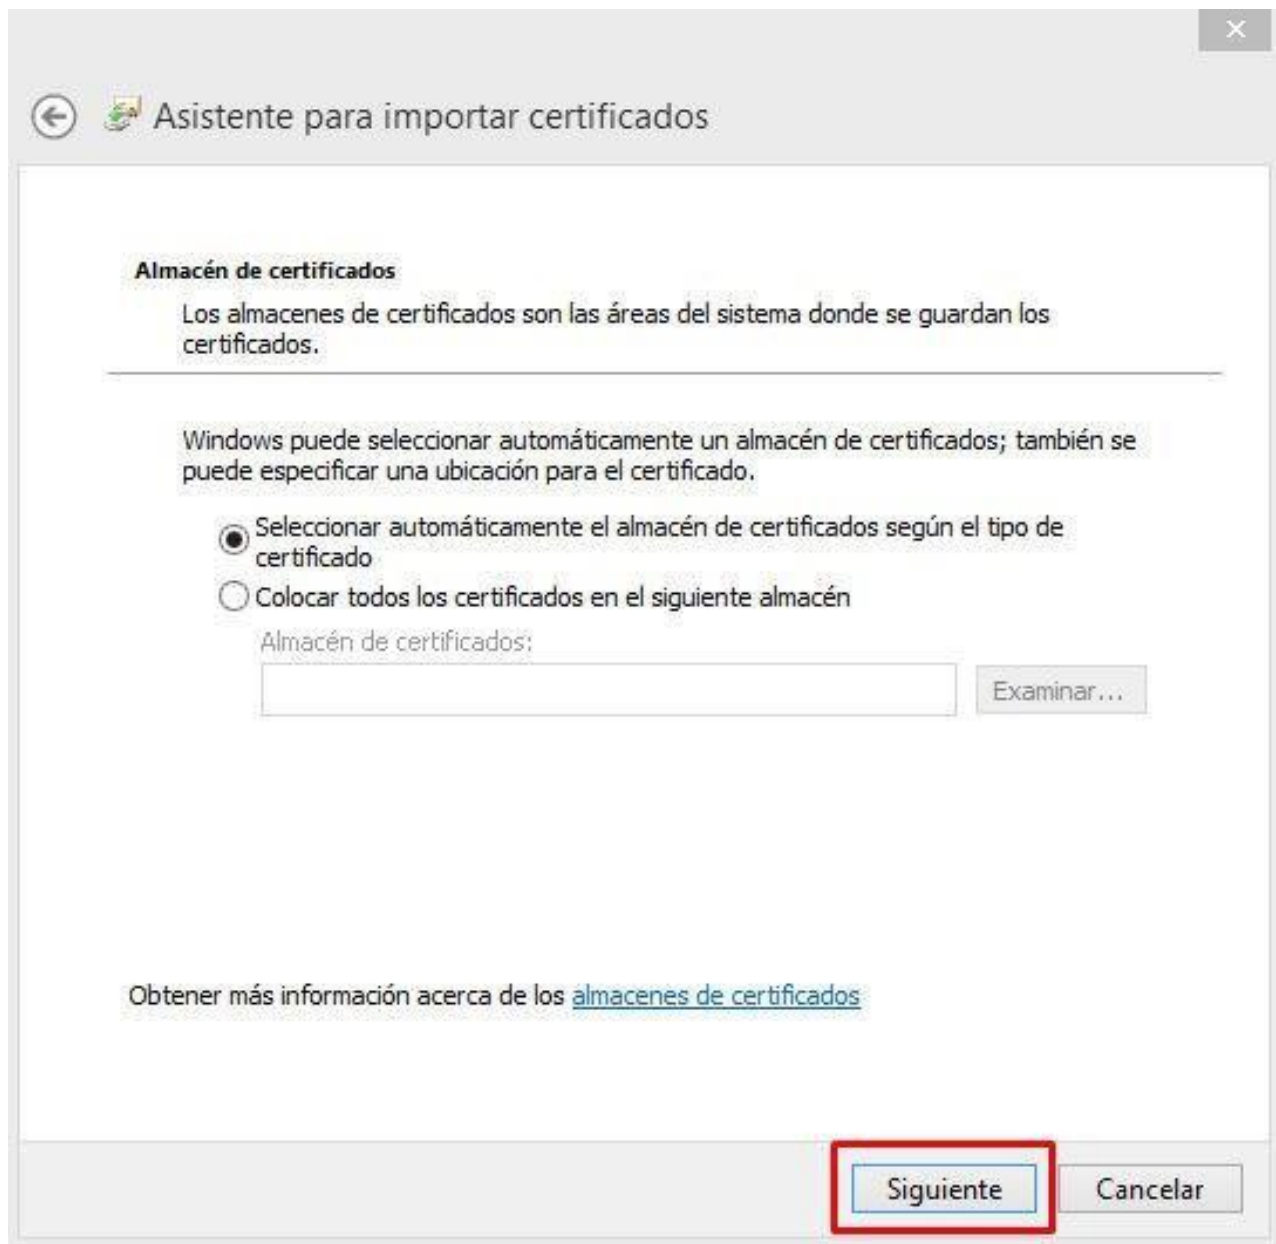 Asistente para importar certificados
Almacén de certificados
Los almacenes de certificados son las áreas del sistema donde se guardan los
certificados.
Windows puede seleccionar automáticamente un almacén de certificados; también se
puede especificar una ubicación para el certificado.
Seleccionar automáticamente el almacén de certificados según el tipo de
certificado
Colocar todos los certificados en el siguiente almacén
Almacén de certificados:
Examinar...
Obtener más información acerca de los almacenes de certificados
Siguiente Cancelar